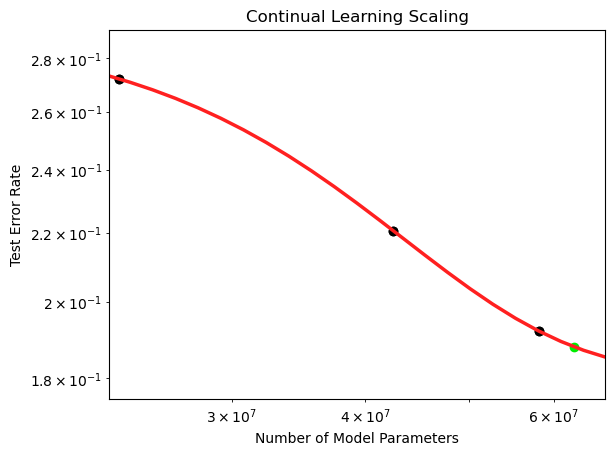 Continual Learning Scaling
Test Error Rate
2.8 × 10⁻¹
2.6 × 10⁻¹
2.4 × 10⁻¹
2.2 × 10⁻¹
2 × 10⁻¹
1.8 × 10⁻¹
3 × 10⁷
4 × 10⁷
6 × 10⁷
Number of Model Parameters